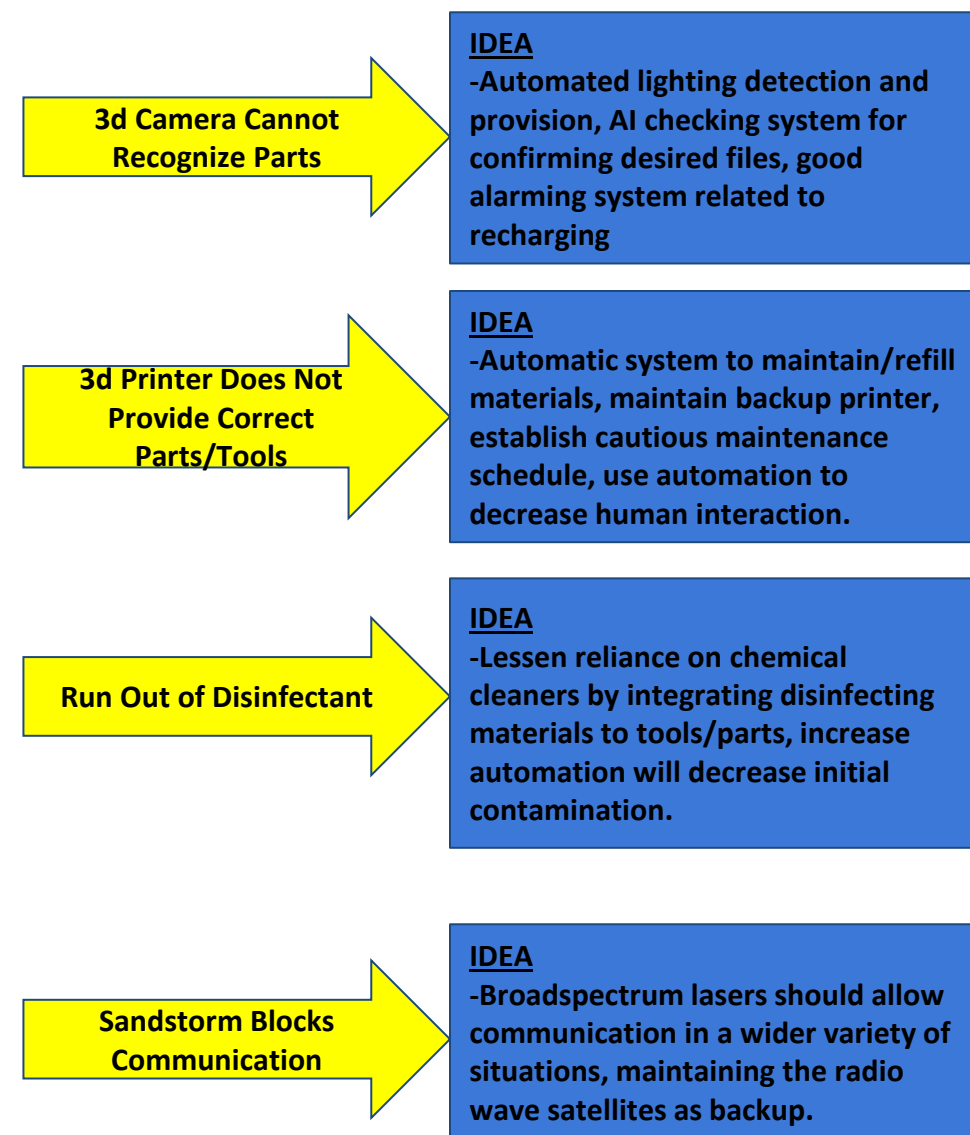 3d Camera Cannot
Recognize Parts
IDEA
-Automated lighting detection and
provision, AI checking system for
confirming desired files, good
alarming system related to
recharging
3d Printer Does Not
Provide Correct
Parts/Tools
IDEA
-Automatic system to maintain/refill
materials, maintain backup printer,
establish cautious maintenance
schedule, use automation to
decrease human interaction.
Run Out of Disinfectant
IDEA
-Lessen reliance on chemical
cleaners by integrating disinfecting
materials to tools/parts, increase
automation will decrease initial
contamination.
Sandstorm Blocks
Communication
IDEA
-Broadspectrum lasers should allow
communication in a wider variety of
situations, maintaining the radio
wave satellites as backup.